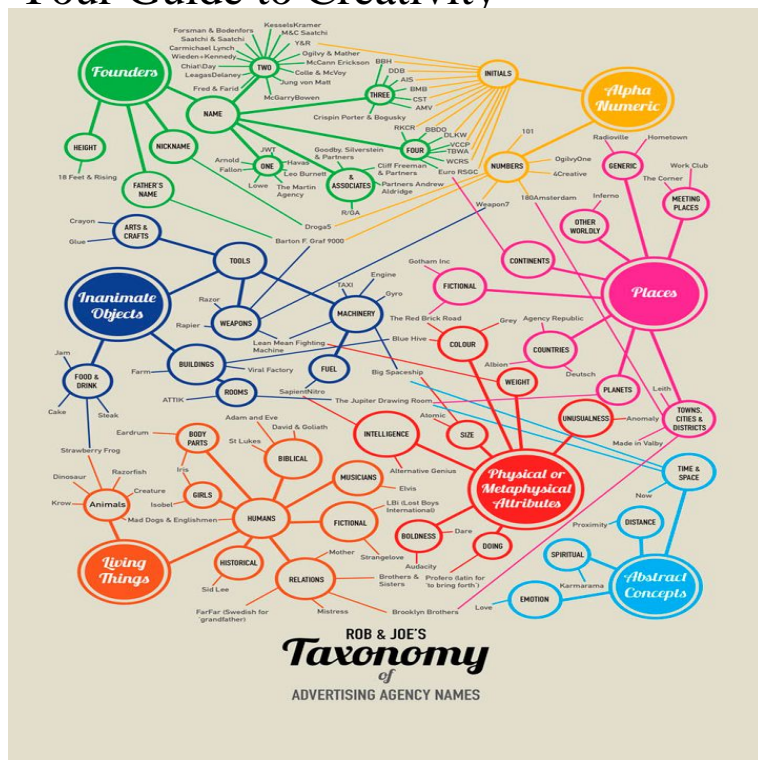 Your Guide to Creativity
KesselsKramer
Forsman & Bodenfors
M&C Saatchi
Saatchi & Saatchi
Y&R
Carmichael Lynch
Ogilvy & Mather
Wieden+Kennedy
TWO
McCann Erickson
Chiat\Day
Colle & McVoy
LeagasDelaney
Jung von Matt
Fred & Farid
McGarryBowen
Founders
NAME
BBH
DDB
AIS
THREE
BMB
CST
AMV
Crispin Porter & Bogusky
INITIALS
Alpha
Numeric
HEIGHT
18 Feet & Rising
NICKNAME
FATHER'S
NAME
JWT
Arnold
Havas
Fallon
ONE
Leo Burnett
Lowe
The Martin
Agency
Goodby, Silverstein
& Partners
&
ASSOCIATES
R/GA
Cliff Freeman
& Partners
Partners Andrew
Aldridge
RKCR
BBDO
DLKW
FOUR
VCCP
TBWA
WCRS
Euro RSGC
NUMBERS
101
OgilvyOne
4Creative
180Amsterdam
Weapon7
Droga5
Barton F. Graf 9000
Radioville
Hometown
GENERIC
Work Club
The Corner
MEETING
PLACES
Inferno
OTHER
WORLDLY
CONTINENTS
Places
Gotham Inc
FICTIONAL
The Red Brick Road
Agency Republic
COUNTRIES
Albion
Deutsch
PLANETS
Leith
TOWNS,
CITIES &
DISTRICTS
Made in Valby
Crayon
ARTS &
CRAFTS
Glue
TOOLS
Inanimate
Objects
Razor
WEAPONS
Rapier
Lean Mean Fighting
Machine
TAXI
Engine
Gyro
MACHINERY
FUEL
SapientNitro
BUILDINGS
Farm
Viral Factory
Blue Hive
Big Spaceship
ROOMS
ATTIK
The Jupiter Drawing Room
Jam
FOOD &
DRINK
Cake
Steak
Strawberry Frog
COLOUR
Grey
WEIGHT
Atomic
SIZE
UNUSUALNESS
Anomaly
INTELLIGENCE
Alternative Genius
Physical or
Metaphysical
Attributes
BOLDNESS
Dare
Audacity
DOING
Profero (latin for
'to bring forth')
TIME &
SPACE
Now
DISTANCE
Proximity
SPIRITUAL
Karmarama
EMOTION
Love
Abstract
Concepts
Eardrum
BODY
PARTS
Iris
GIRLS
Isobel
Adam and Eve
David & Goliath
St Lukes
BIBLICAL
MUSICIANS
Elvis
HUMANS
FICTIONAL
LBi (Lost Boys
International)
Strangelove
Dinosaur
Razorfish
Creature
Krow
Animals
Mad Dogs & Englishmen
Living
Things
HISTORICAL
Sid Lee
RELATIONS
Mother
Brothers &
Sisters
FarFar (Swedish for
'grandfather)
Mistress
Brooklyn Brothers
ROB & JOE'S
Taxonomy
of
ADVERTISING AGENCY NAMES